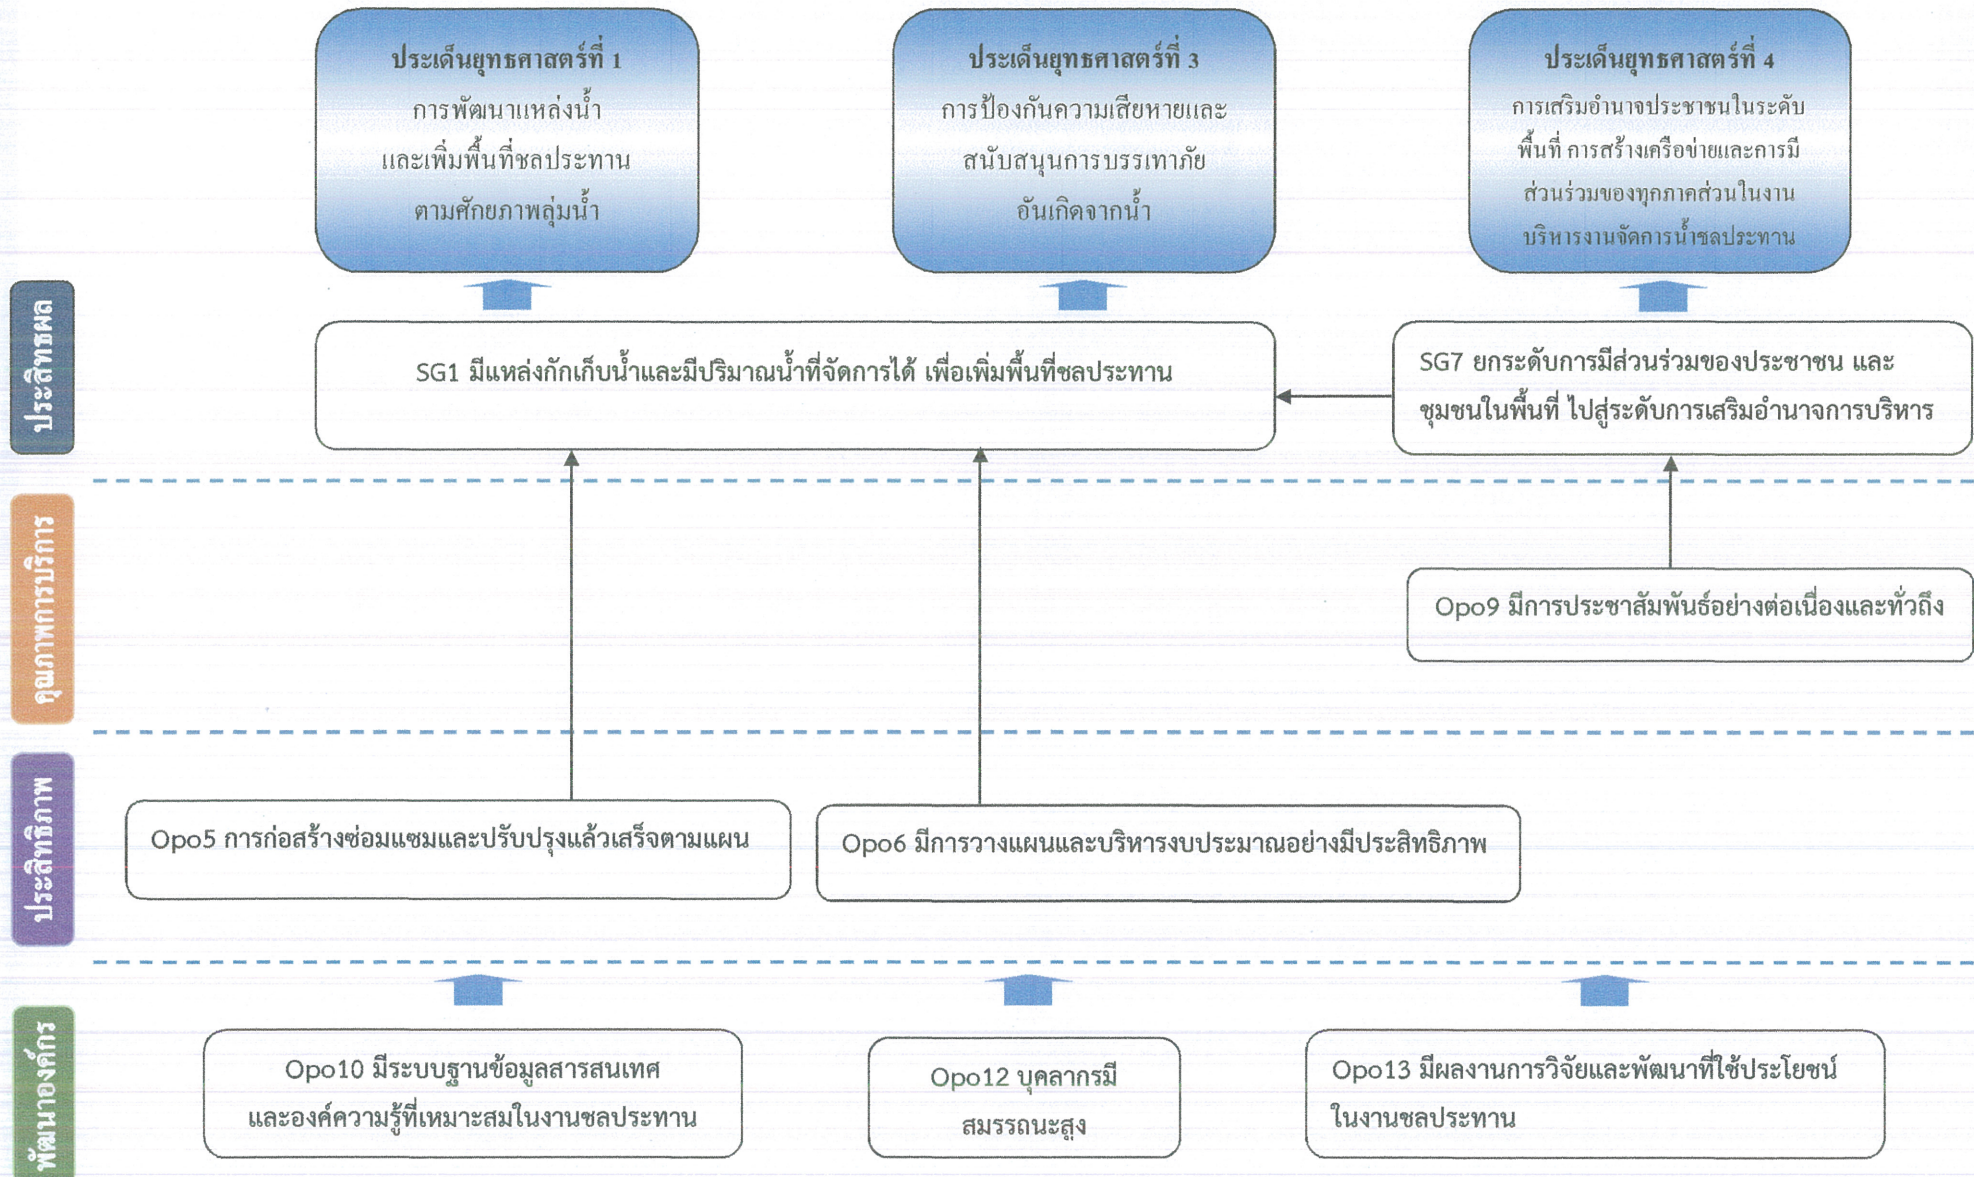 ประเด็นยุทธศาสตร์ที่ 1
การพัฒนาแหล่งน้ำ
และเพิ่มพื้นที่ชลประทาน
ตามศักยภาพลุ่มน้ำ
ประเด็นยุทธศาสตร์ที่ 3
การป้องกันความเสียหายและ
สนับสนุนการบรรเทาภัย
อันเกิดจากน้ำ
ประเด็นยุทธศาสตร์ที่ 4
การเสริมอำนาจประชาชนในระดับ
พื้นที่ การสร้างเครือข่ายและการมี
ส่วนร่วมของทุกภาคส่วนในงาน
บริหารงานจัดการน้ำชลประทาน
ประสิทธผล
SG1 มีแหล่งกักเก็บน้ำและมีปริมาณน้ำที่จัดการได้ เพื่อเพิ่มพื้นที่ชลประทาน
SG7 ยกระดับการมีส่วนร่วมของประชาชน และ
ชุมชนในพื้นที่ ไปสู่ระดับการเสริมอำนาจการบริหาร
คุณภาพการบริการ
Opo9 มีการประชาสัมพันธ์อย่างต่อเนื่องและทั่วถึง
ประสิทธิภาพ
Opo5 การก่อสร้างซ่อมแซมและปรับปรุงแล้วเสร็จตามแผน
Opo6 มีการวางแผนและบริหารงบประมาณอย่างมีประสิทธิภาพ
พัฒนาองค์กร
Opo10 มีระบบฐานข้อมูลสารสนเทศ
และองค์ความรู้ที่เหมาะสมในงานชลประทาน
Opo12 บุคลากรมี
สมรรถนะสูง
Opo13 มีผลงานการวิจัยและพัฒนาที่ใช้ประโยชน์
ในงานชลประทาน